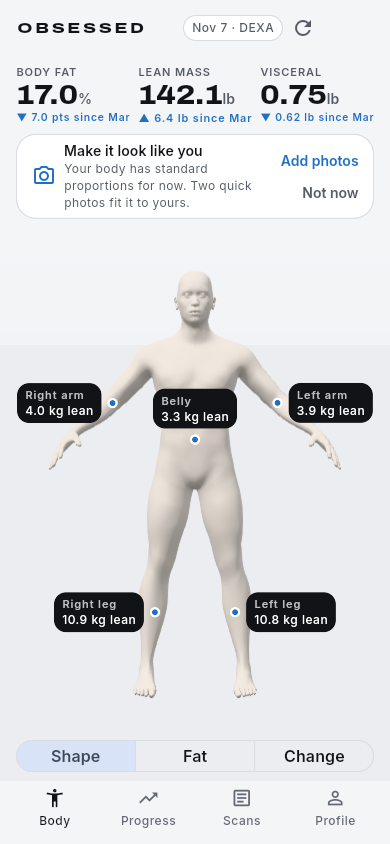 OBSESSED
Nov 7 · DEXA
BODY FAT
17.0%
▼ 7.0 pts since Mar
LEAN MASS
142.1lb
▲ 6.4 lb since Mar
VISCERAL
0.75lb
▼ 0.62 lb since Mar
Make it look like you
Your body has standard
proportions for now. Two quick
photos fit it to yours.
Add photos
Not now
Right arm
4.0 kg lean
Belly
3.3 kg lean
Left arm
3.9 kg lean
Right leg
10.9 kg lean
Left leg
10.8 kg lean
Shape
Fat
Change
Body
Progress
Scans
Profile